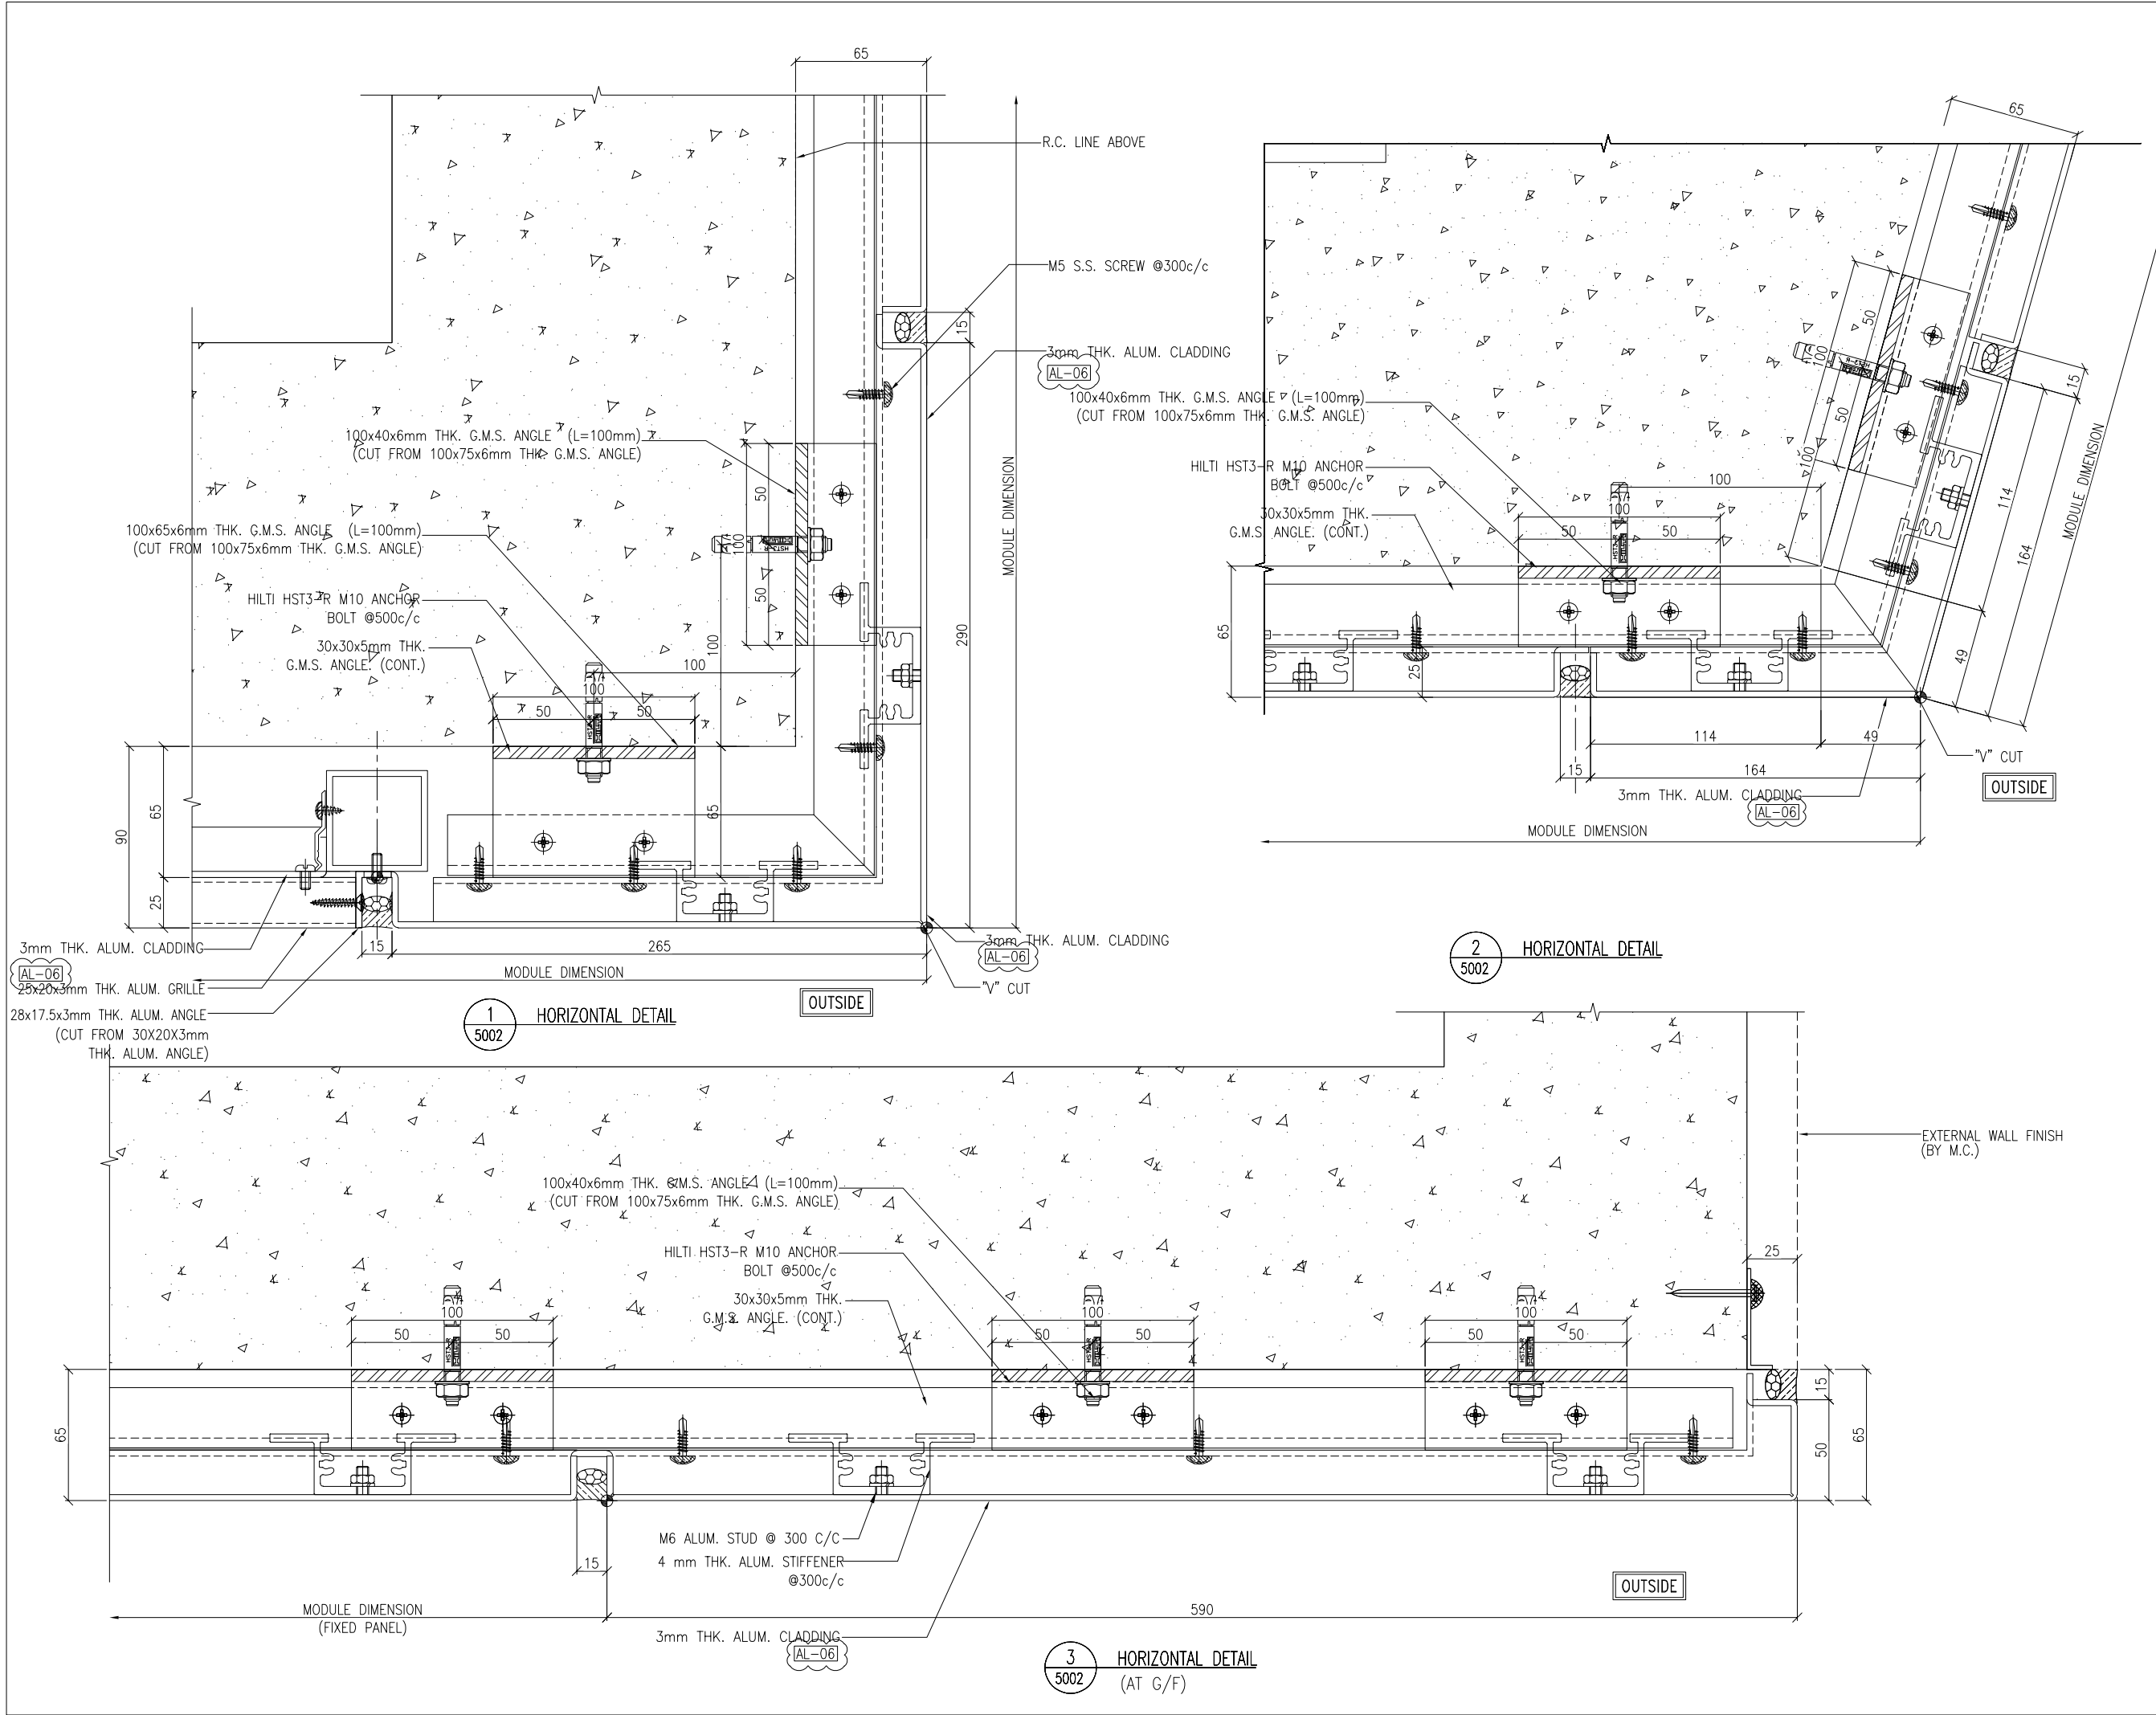 65
R.C. LINE ABOVE
M5 S.S. SCREW @300c/c
15
3mm THK. ALUM. CLADDING
AL-06
100x40x6mm THK. G.M.S. ANGLE (L=100mm)
(CUT FROM 100x75x6mm THK. G.M.S. ANGLE)
50
100
50
100x65x6mm THK. G.M.S. ANGLE (L=100mm)
(CUT FROM 100x75x6mm THK. G.M.S. ANGLE)
HILTI HST3-R M10 ANCHOR
BOLT @500c/c
30x30x5mm THK.
G.M.S. ANGLE. (CONT.)
HST3-R
MODULE DIMENSION
290
100
100
100
50
50
HST3-R
65
90
65
25
3mm THK. ALUM. CLADDING
AL-06
25x20x3mm THK. ALUM. GRILLE
28x17.5x3mm THK. ALUM. ANGLE
(CUT FROM 30X20X3mm
THK. ALUM. ANGLE)
15
265
MODULE DIMENSION
3mm THK. ALUM. CLADDING
AL-06
"V" CUT
OUTSIDE
1
5002
HORIZONTAL DETAIL
65
100x40x6mm THK. G.M.S. ANGLE (L=100mm)
(CUT FROM 100x75x6mm THK. G.M.S. ANGLE)
HILTI HST3-R M10 ANCHOR
BOLT @500c/c
30x30x5mm THK.
G.M.S. ANGLE. (CONT.)
50
100
50
100
HST3-R
15
114
164
49
MODULE DIMENSION
100
100
50
50
HST3-R
65
25
114
49
15
164
"V" CUT
OUTSIDE
3mm THK. ALUM. CLADDING
AL-06
MODULE DIMENSION
2
5002
HORIZONTAL DETAIL
EXTERNAL WALL FINISH
(BY M.C.)
100x40x6mm THK. G.M.S. ANGLE (L=100mm)
(CUT FROM 100x75x6mm THK. G.M.S. ANGLE)
HILTI HST3-R M10 ANCHOR
BOLT @500c/c
30x30x5mm THK.
G.M.S. ANGLE. (CONT.)
25
100
50
50
HST3-R
100
50
50
HST3-R
100
50
50
HST3-R
65
15
50
65
M6 ALUM. STUD @ 300 C/C
4 mm THK. ALUM. STIFFENER
@300c/c
15
OUTSIDE
MODULE DIMENSION
(FIXED PANEL)
590
3mm THK. ALUM. CLADDING
AL-06
3
5002
HORIZONTAL DETAIL
(AT G/F)